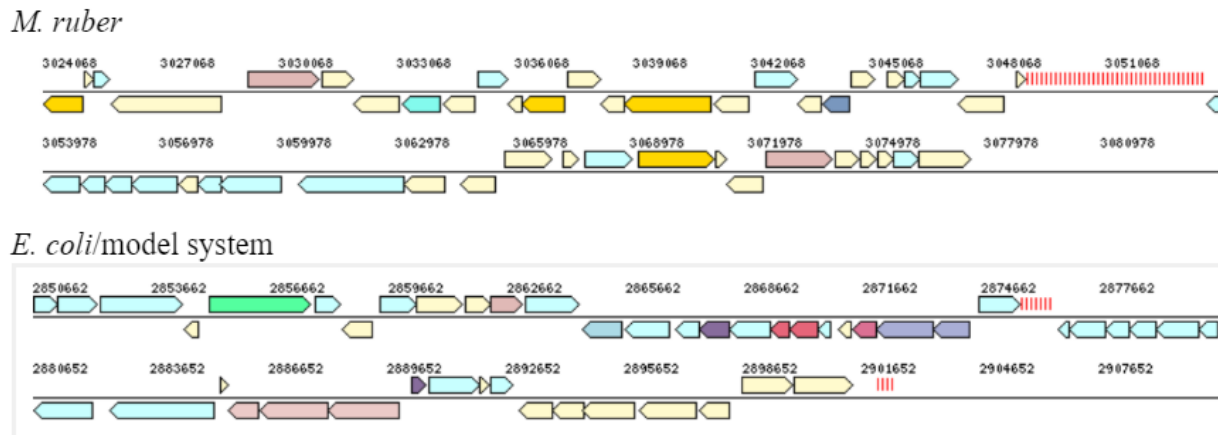 M. ruber
3024068 3027068 3030068 3033068 3036068 3039068 3042068 3045068 3048068 3051068
3053978 3056978 3059978 3062978 3065978 3068978 3071978 3074978 3077978 3080978
E. coli/model system
2850662 2853662 2856662 2859662 2862662 2865662 2868662 2871662 2874662 2877662
2880652 2883652 2886652 2889652 2892652 2895652 2898652 2901652 2904652 2907652